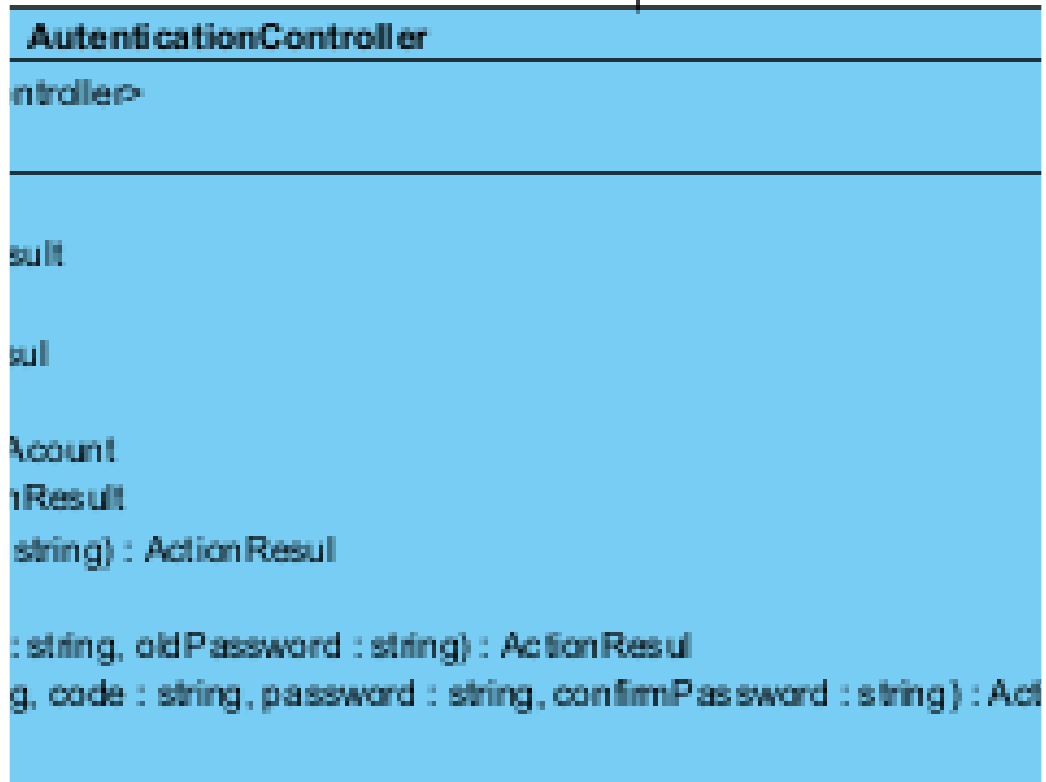 AutenticationController
ntroller>
sult
sul
Acount
nResult
string) : ActionResul
: string, oldPassword : string) : ActionResul
g, code : string, password : string, confirmPassword : string) : Act